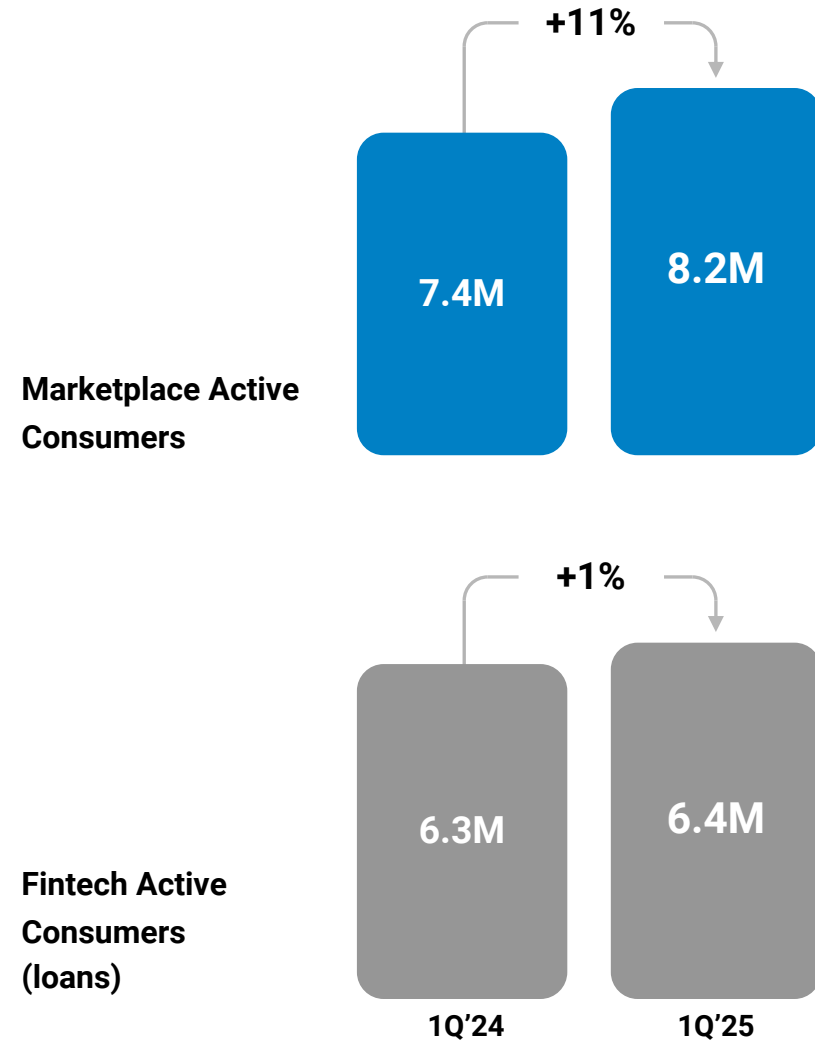 +11%
7.4M
8.2M
Marketplace Active
Consumers
+1%
6.3M
6.4M
Fintech Active
Consumers
(loans)
1Q’24
1Q’25